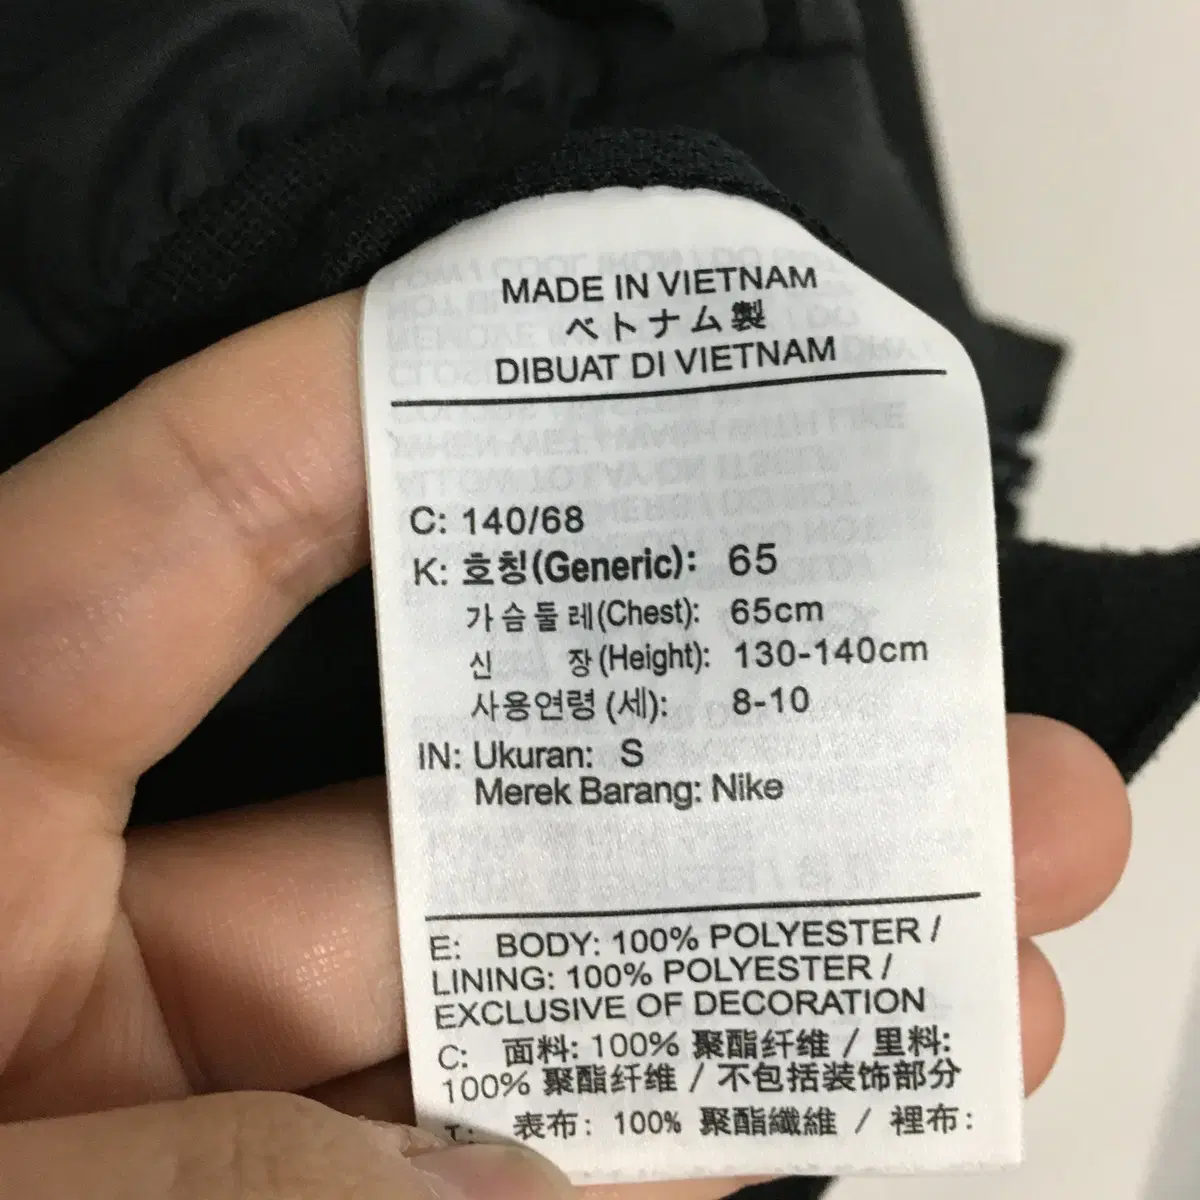 MADE IN VIETNAM
ベトナム製
DIBUAT DI VIETNAM
C: 140/68
K: 호칭(Generic): 65
가슴둘레(Chest): 65cm
신 장(Height): 130-140cm
사용연령 (세): 8-10
IN: Ukuran: S
Merek Barang: Nike
E: BODY: 100% POLYESTER /
LINING: 100% POLYESTER /
EXCLUSIVE OF DECORATION
C: 面料: 100% 聚酯纤维 / 里料:
100% 聚酯纤维 / 不包括装饰部分
T: 表布: 100% 聚酯纖維 / 裡布: